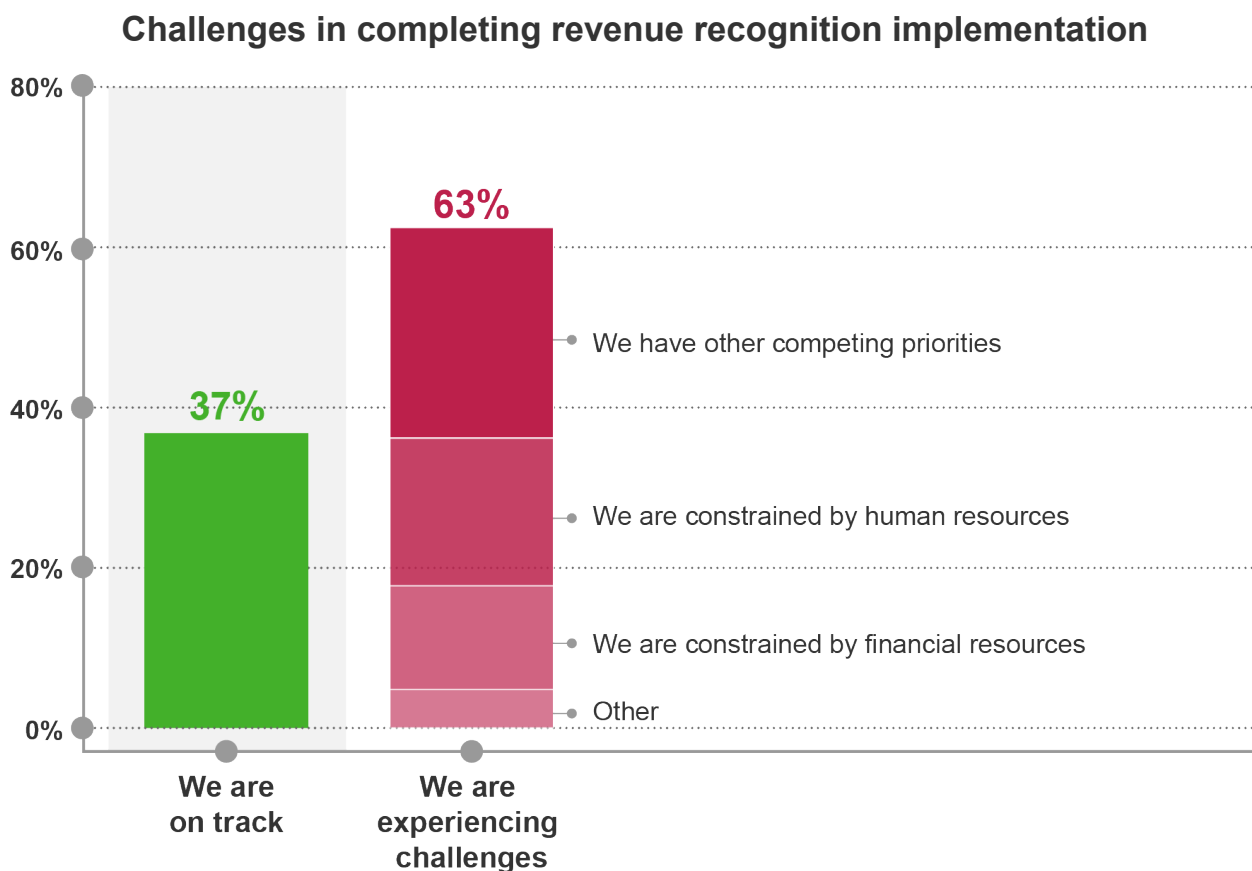 Challenges in completing revenue recognition implementation
80%
63%
60%
We have other competing priorities
37%
40%
We are constrained by human resources
20%
We are constrained by financial resources
Other
0%
We are
on track
We are
experiencing
challenges